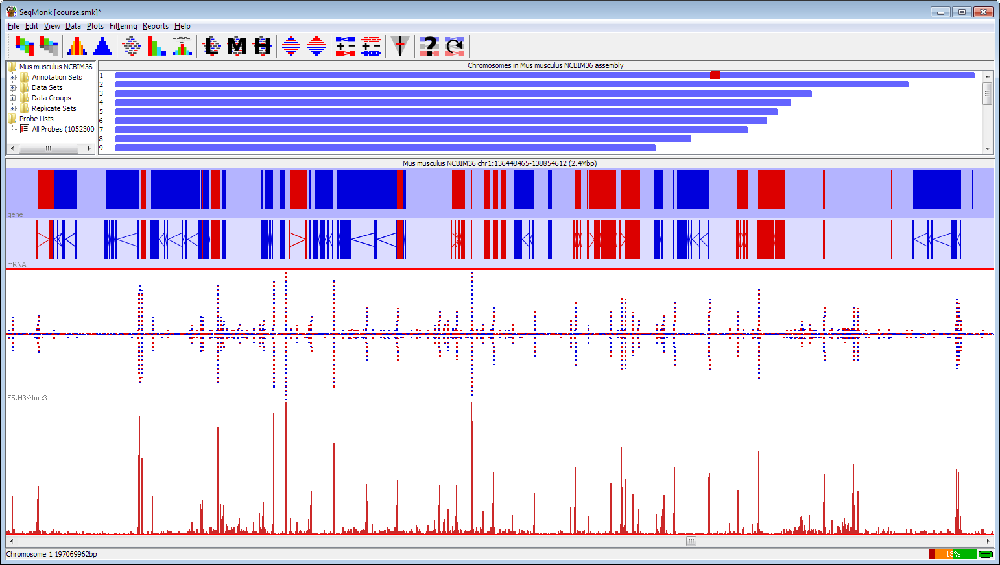 SeqMonk [course.smk]*
File Edit View Data Plots Filtering Reports Help
L M H ?
Mus musculus NCBIM36
Annotation Sets
Data Sets
Data Groups
Replicate Sets
Probe Lists
All Probes (1052300
Chromosomes in Mus musculus NCBIM36 assembly
1
2
3
4
5
6
7
8
9
Mus musculus NCBIM36 chr1:136448465-138854612 (2.4Mbp)
gene
mRNA
ES.H3K4me3
Chromosome 1 197069962bp
13%